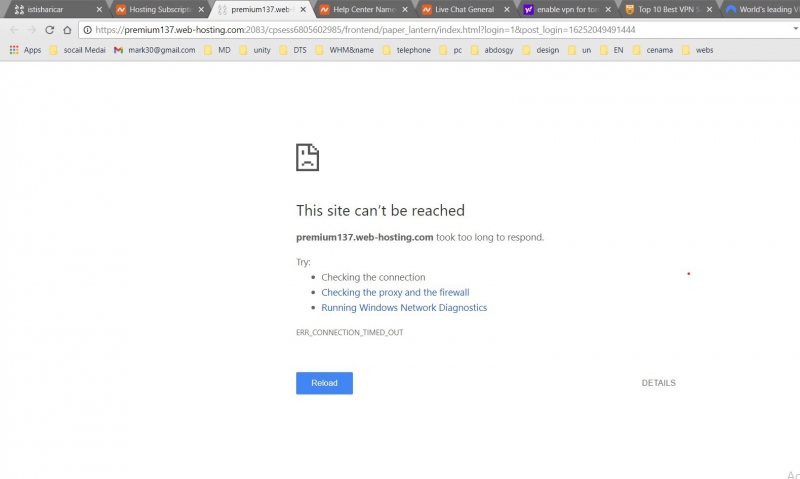 ististharicar
Hosting Subscripti
premium137.web-h
Help Center Name
Live Chat General
enable vpn for tor
Top 10 Best VPN S
World's leading V
https://premium137.web-hosting.com:2083/cpsess6805602985/frontend/paper_lantern/index.html?login=1&post_login=16252049491444
Apps socail Medai mark30@gmail.com MD unity DTS WHM&name telephone pc abdosgy design un EN cenama webs
This site can't be reached
premium137.web-hosting.com took too long to respond.
Try:
Checking the connection
Checking the proxy and the firewall
Running Windows Network Diagnostics
ERR_CONNECTION_TIMED_OUT
Reload
DETAILS